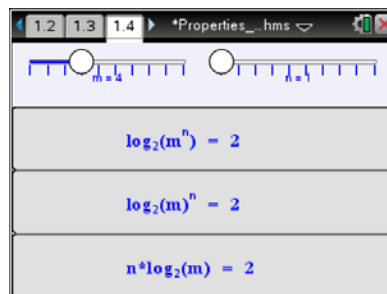 1.2 1.3 1.4 *Properties_...hms
m = 4 n = 1
log₂(mⁿ) = 2
log₂(m)ⁿ = 2
n*log₂(m) = 2